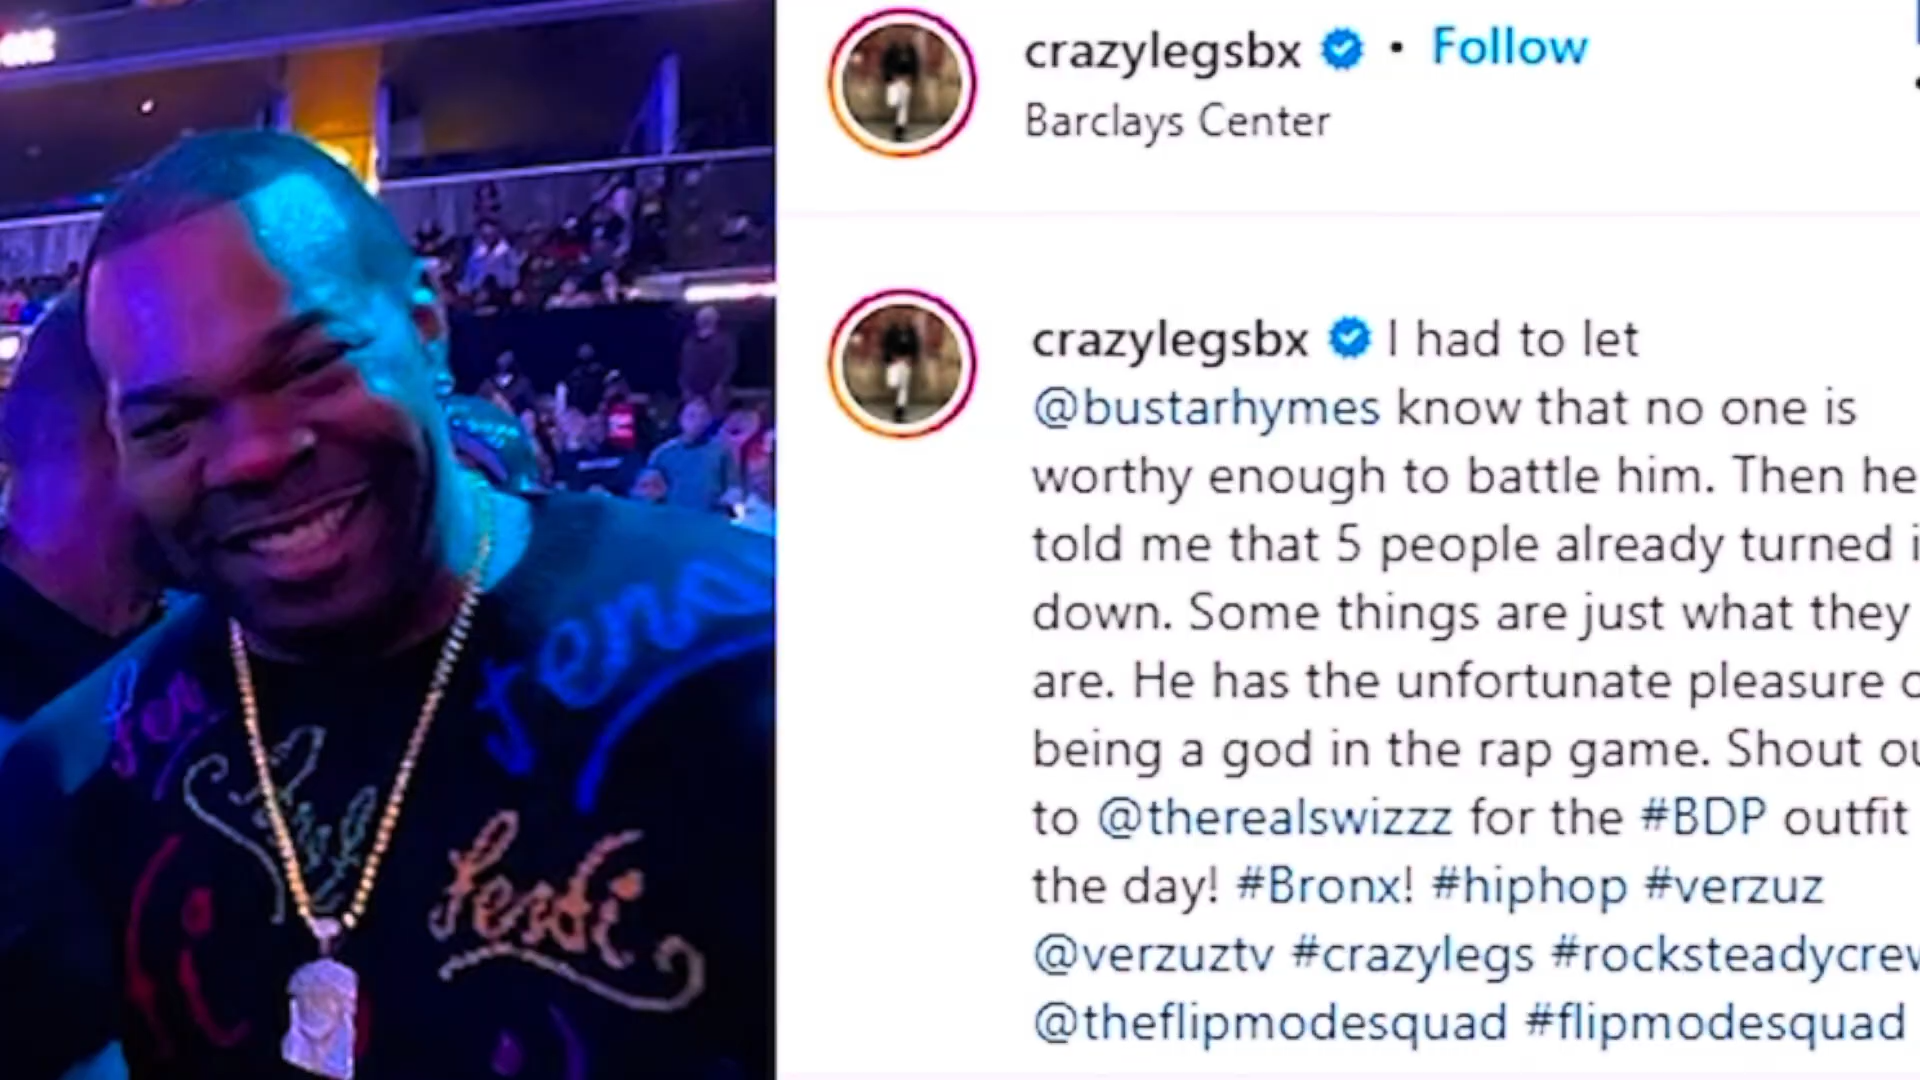 crazylegsbx • Follow
Barclays Center
crazylegsbx I had to let
@bustarhymes know that no one is
worthy enough to battle him. Then he
told me that 5 people already turned i
down. Some things are just what they
are. He has the unfortunate pleasure o
being a god in the rap game. Shout ou
to @therealswizzz for the #BDP outfit
the day! #Bronx! #hiphop #verzuz
@verzuztv #crazylegs #rocksteadycrew
@theflipmodesquad #flipmodesquad
fendi